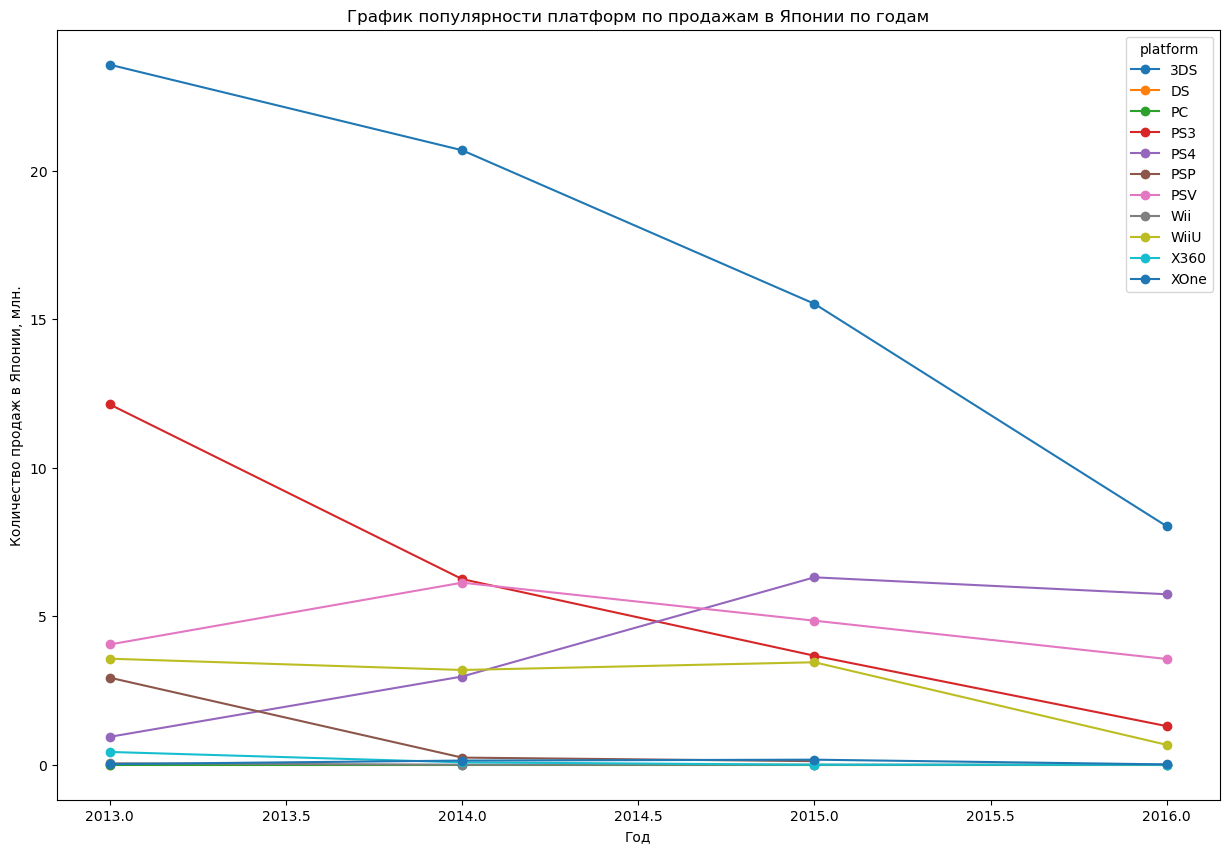 График популярности платформ по продажам в Японии по годам
platform
3DS
DS
PC
PS3
PS4
PSP
PSV
Wii
WiiU
X360
XOne
Количество продаж в Японии, млн.
20
15
10
5
0
2013.0 2013.5 2014.0 2014.5 2015.0 2015.5 2016.0
Год